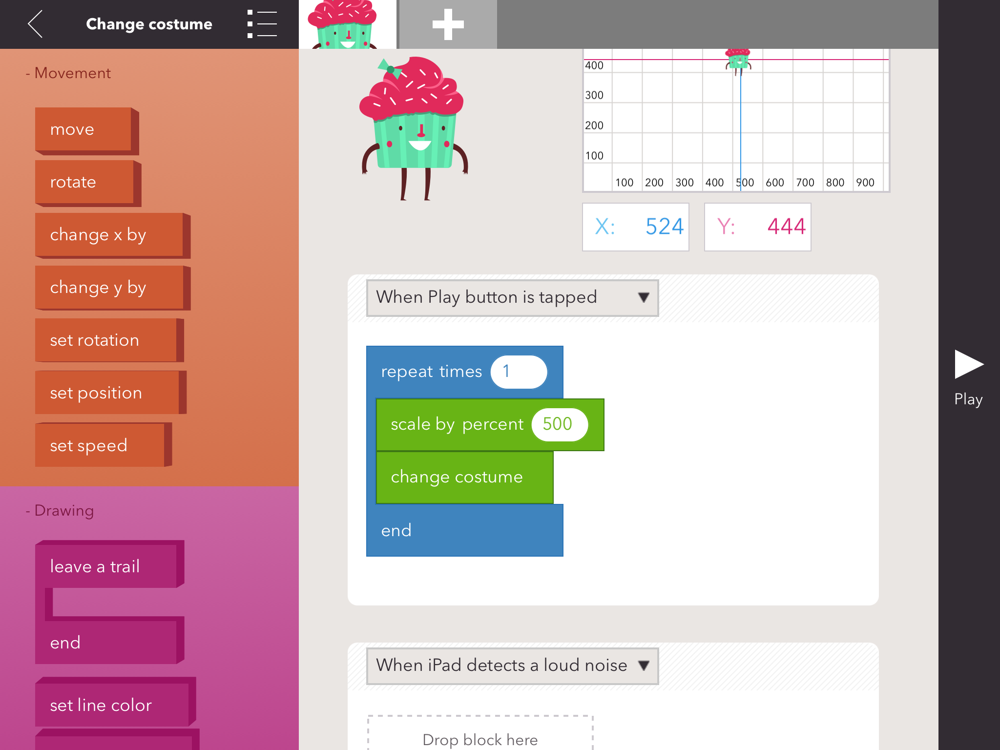 Change costume
- Movement
move
rotate
change x by
change y by
set rotation
set position
set speed
- Drawing
leave a trail
end
set line color
400
300
200
100
100 200 300 400 500 600 700 800 900
X: 524
Y: 444
When Play button is tapped
repeat times 1
scale by percent 500
change costume
end
When iPad detects a loud noise
Drop block here
Play